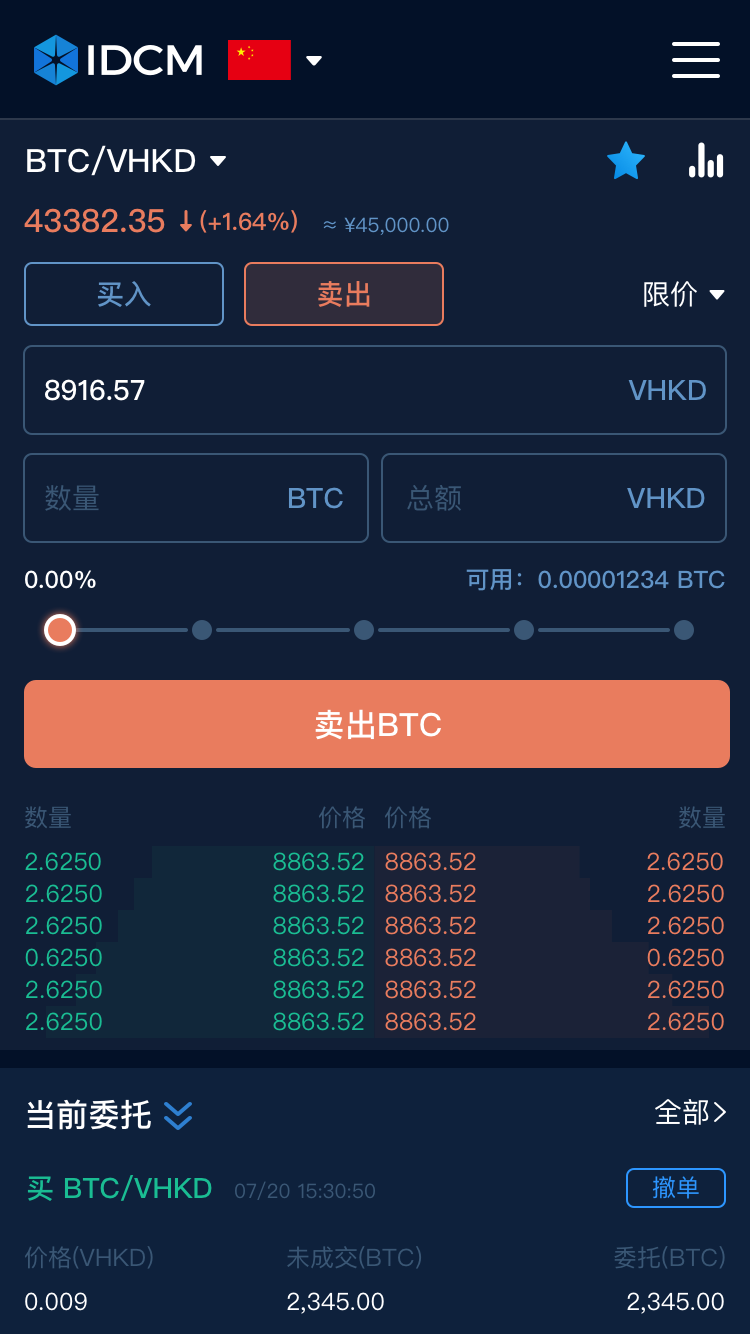 IDCM
BTC/VHKD
43382.35 ↓(+1.64%) ≈ ¥45,000.00
买入 卖出 限价
8916.57 VHKD
数量 BTC 总额 VHKD
0.00% 可用：0.00001234 BTC
卖出BTC
数量 价格 价格 数量
2.6250 8863.52 8863.52 2.6250
2.6250 8863.52 8863.52 2.6250
2.6250 8863.52 8863.52 2.6250
0.6250 8863.52 8863.52 0.6250
2.6250 8863.52 8863.52 2.6250
2.6250 8863.52 8863.52 2.6250
当前委托 全部
买 BTC/VHKD 07/20 15:30:50 撤单
价格(VHKD) 未成交(BTC) 委托(BTC)
0.009 2,345.00 2,345.00